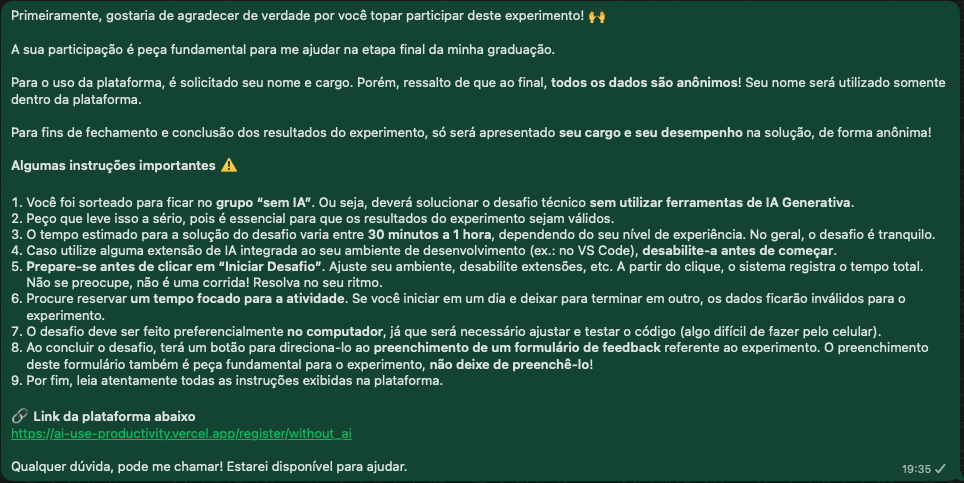 Primeiramente, gostaria de agradecer de verdade por você topar participar deste experimento! 🙌
A sua participação é peça fundamental para me ajudar na etapa final da minha graduação.
Para o uso da plataforma, é solicitado seu nome e cargo. Porém, ressalto de que ao final, todos os dados são anônimos! Seu nome será utilizado somente
dentro da plataforma.
Para fins de fechamento e conclusão dos resultados do experimento, só será apresentado seu cargo e seu desempenho na solução, de forma anônima!
Algumas instruções importantes ⚠️
1. Você foi sorteado para ficar no grupo “sem IA”. Ou seja, deverá solucionar o desafio técnico sem utilizar ferramentas de IA Generativa.
2. Peço que leve isso a sério, pois é essencial para que os resultados do experimento sejam válidos.
3. O tempo estimado para a solução do desafio varia entre 30 minutos a 1 hora, dependendo do seu nível de experiência. No geral, o desafio é tranquilo.
4. Caso utilize alguma extensão de IA integrada ao seu ambiente de desenvolvimento (ex.: no VS Code), desabilite-a antes de começar.
5. Prepare-se antes de clicar em “Iniciar Desafio”. Ajuste seu ambiente, desabilite extensões, etc. A partir do clique, o sistema registra o tempo total.
Não se preocupe, não é uma corrida! Resolva no seu ritmo.
6. Procure reservar um tempo focado para a atividade. Se você iniciar em um dia e deixar para terminar em outro, os dados ficarão inválidos para o
experimento.
7. O desafio deve ser feito preferencialmente no computador, já que será necessário ajustar e testar o código (algo difícil de fazer pelo celular).
8. Ao concluir o desafio, terá um botão para direciona-lo ao preenchimento de um formulário de feedback referente ao experimento. O preenchimento
deste formulário também é peça fundamental para o experimento, não deixe de preenchê-lo!
9. Por fim, leia atentamente todas as instruções exibidas na plataforma.
🔗 Link da plataforma abaixo
https://ai-use-productivity.vercel.app/register/without_ai
Qualquer dúvida, pode me chamar! Estarei disponível para ajudar.
19:35 ✓